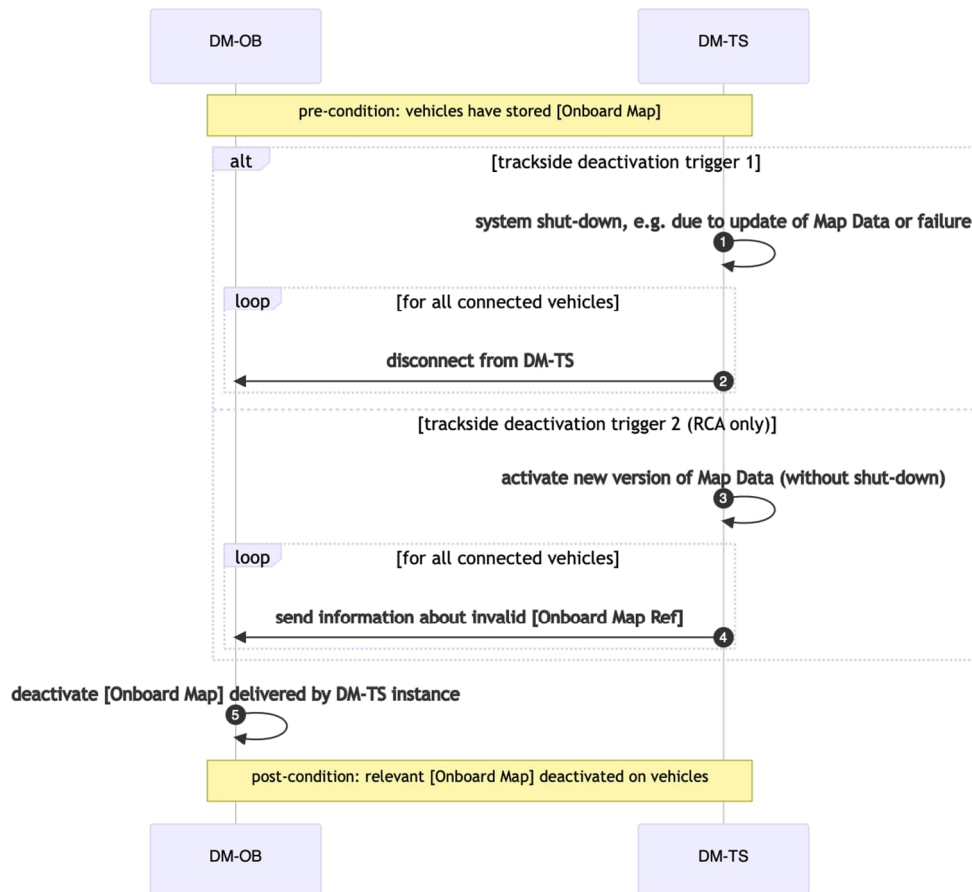 DM-OB
DM-TS
pre-condition: vehicles have stored [Onboard Map]
alt
[trackside deactivation trigger 1]
system shut-down, e.g. due to update of Map Data or failure
1
loop
[for all connected vehicles]
disconnect from DM-TS
2
[trackside deactivation trigger 2 (RCA only)]
activate new version of Map Data (without shut-down)
3
loop
[for all connected vehicles]
send information about invalid [Onboard Map Ref]
4
deactivate [Onboard Map] delivered by DM-TS instance
5
post-condition: relevant [Onboard Map] deactivated on vehicles
DM-OB
DM-TS